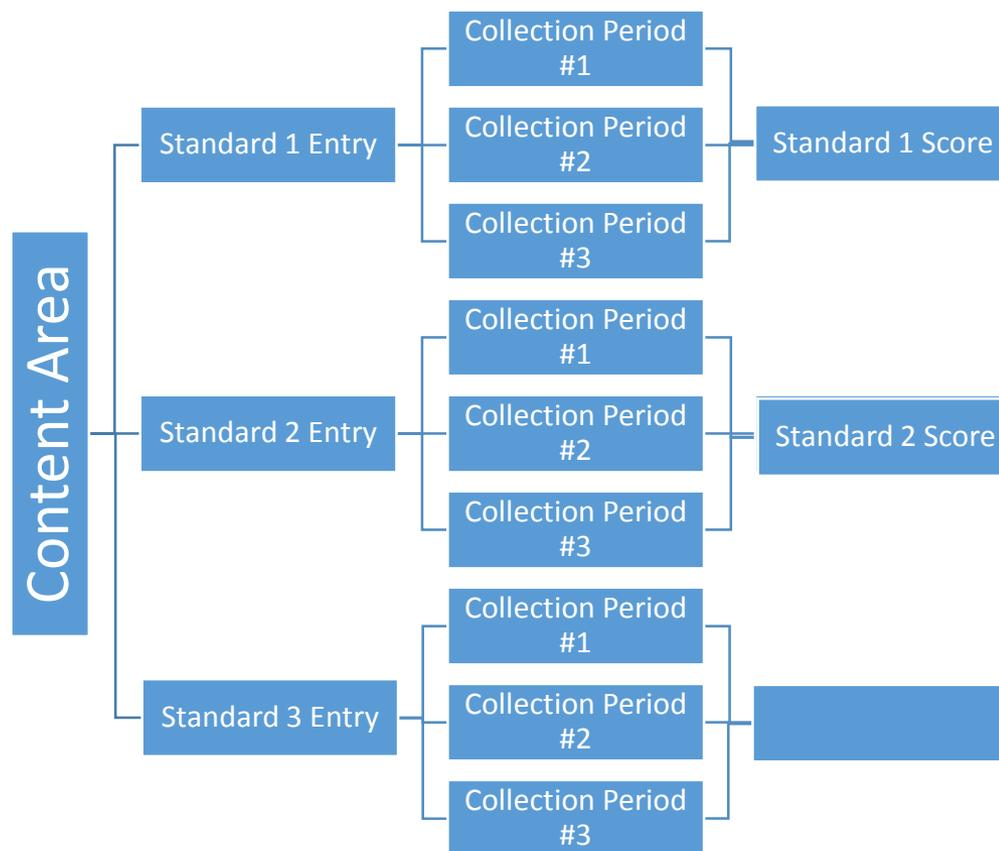 Content Area
Standard 1 Entry
Collection Period
#1
Collection Period
#2
Collection Period
#3
Standard 1 Score
Standard 2 Entry
Collection Period
#1
Collection Period
#2
Collection Period
#3
Standard 2 Score
Standard 3 Entry
Collection Period
#1
Collection Period
#2
Collection Period
#3